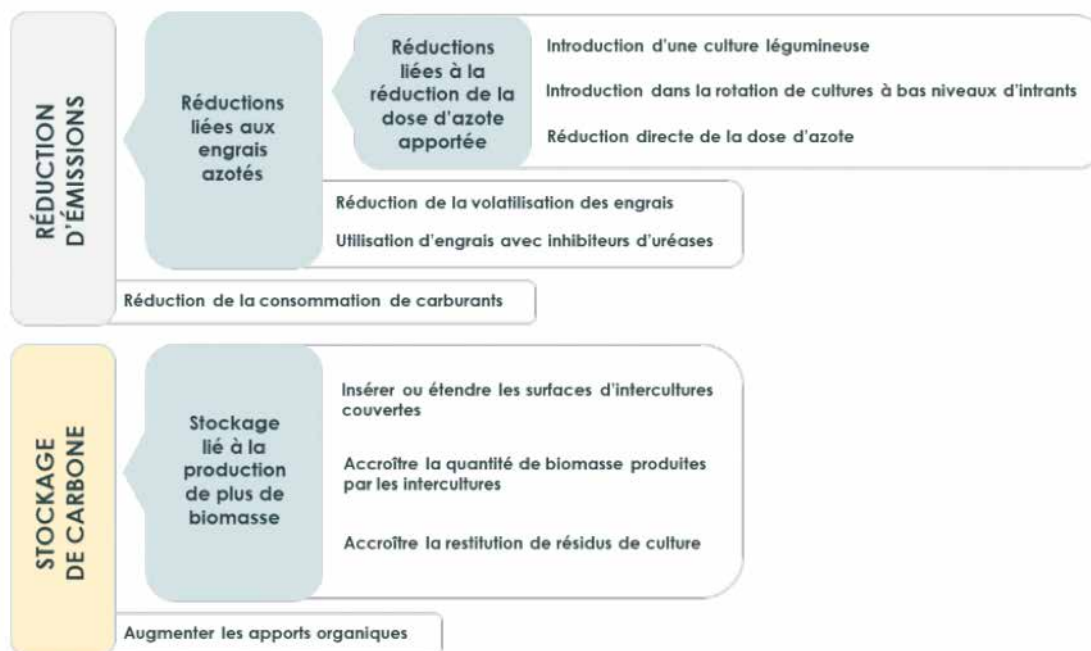 RÉDUCTION
D'ÉMISSIONS
Réductions
liées aux
engrais
azotés
Réductions
liées à la
réduction de la
dose d'azote
apportée
Introduction d'une culture légumineuse
Introduction dans la rotation de cultures à bas niveaux d'intrants
Réduction directe de la dose d'azote
Réduction de la volatilisation des engrais
Utilisation d'engrais avec inhibiteurs d'uréases
Réduction de la consommation de carburants
STOCKAGE
DE CARBONE
Stockage
lié à la
production
de plus de
biomasse
Insérer ou étendre les surfaces d'intercultures
couvertes
Accroître la quantité de biomasse produites
par les intercultures
Accroître la restitution de résidus de culture
Augmenter les apports organiques